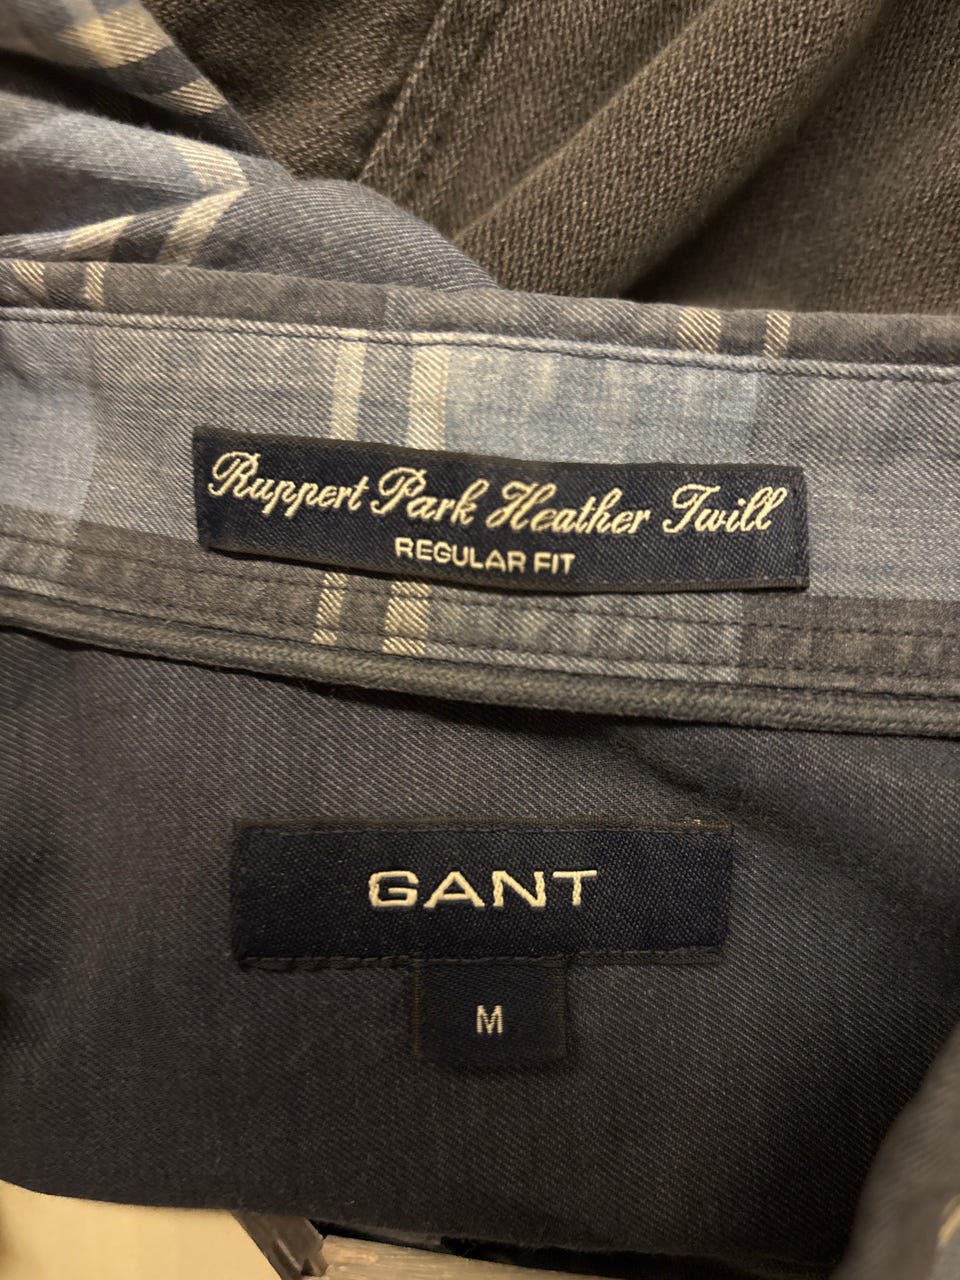 Ruppert Park Heather Twill
REGULAR FIT
GANT
M